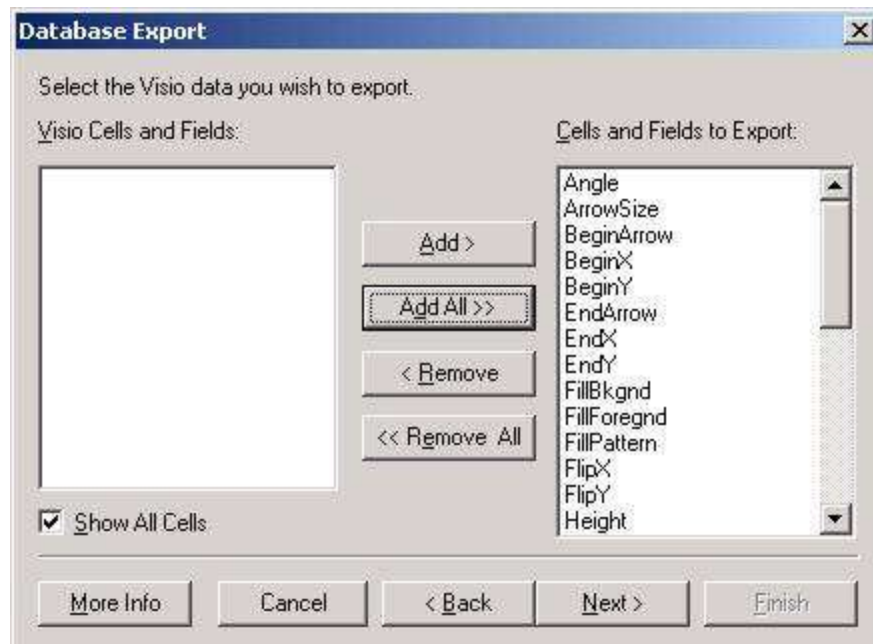 Database Export
Select the Visio data you wish to export.
Visio Cells and Fields:
Cells and Fields to Export:
Add >
Add All >>
< Remove
<< Remove All
Angle
ArrowSize
BeginArrow
BeginX
BeginY
EndArrow
EndX
EndY
FillBkgnd
FillForegnd
FillPattern
FlipX
FlipY
Height
Show All Cells
More Info
Cancel
< Back
Next >
Finish